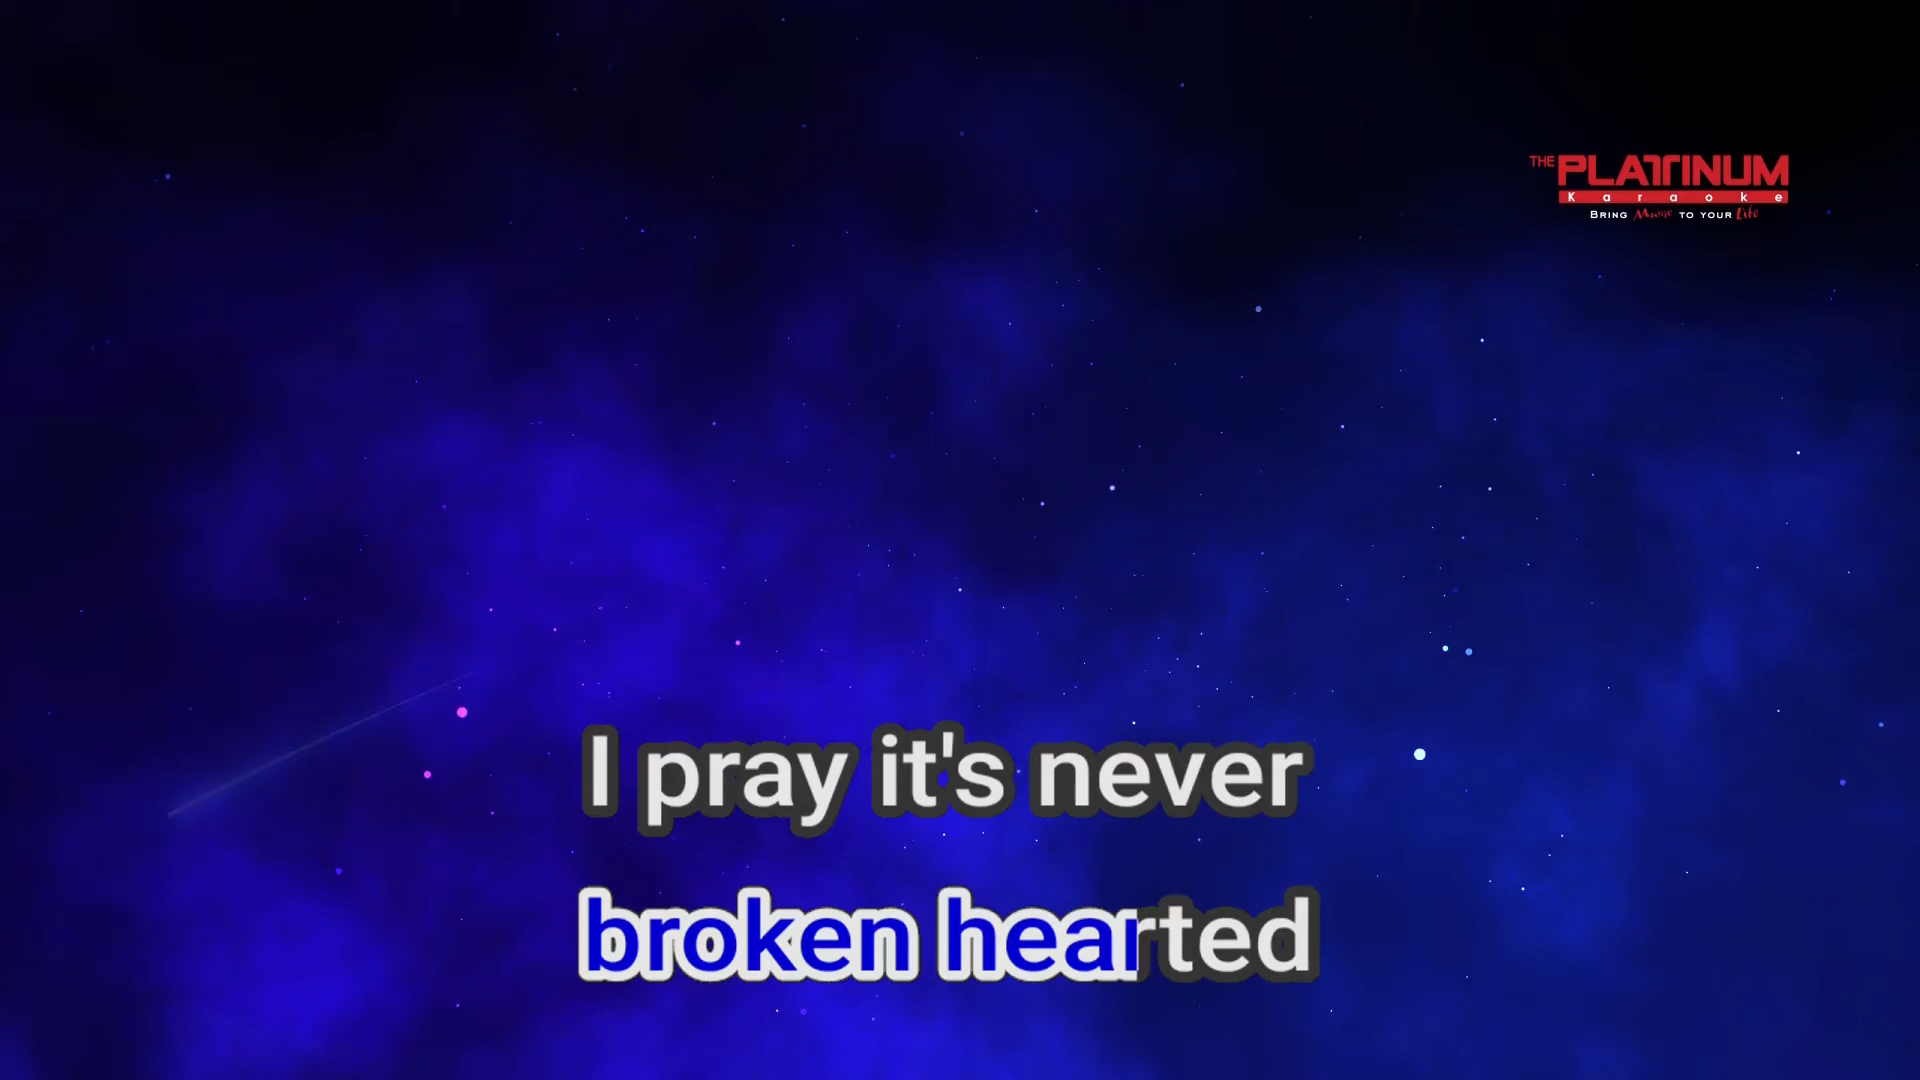 THE PLATINUM
Karaoke
BRING Music TO YOUR Life
I pray it's never
broken hearted